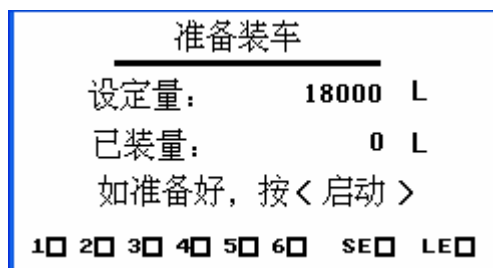 准备装车
设定量： 18000 L
已装量： 0 L
如准备好，按<启动>
1□ 2□ 3□ 4□ 5□ 6□ SE□ LE□